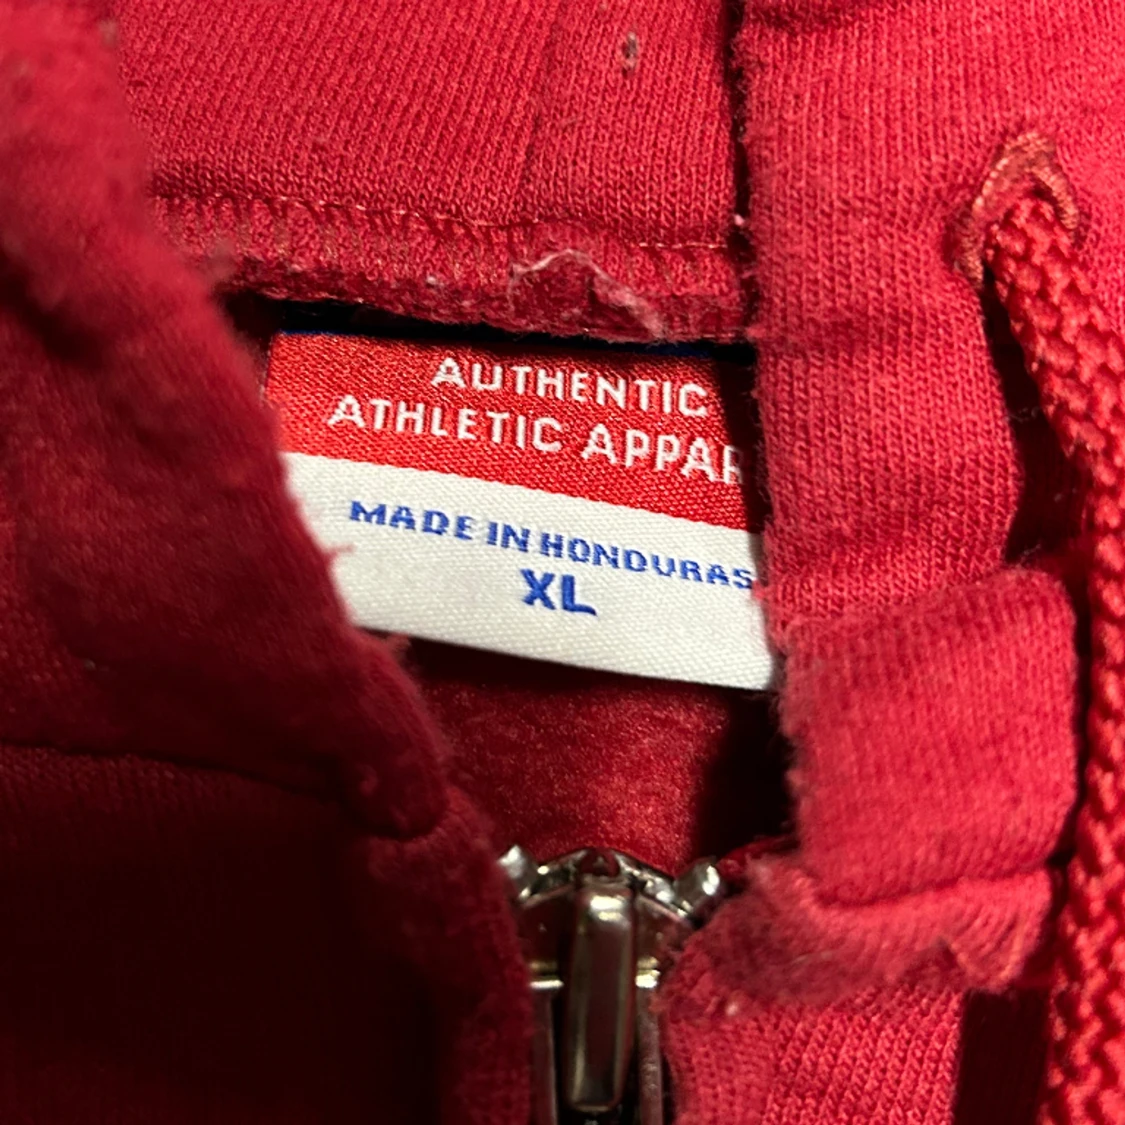 AUTHENTIC
ATHLETIC APPAR
MADE IN HONDURAS
XL